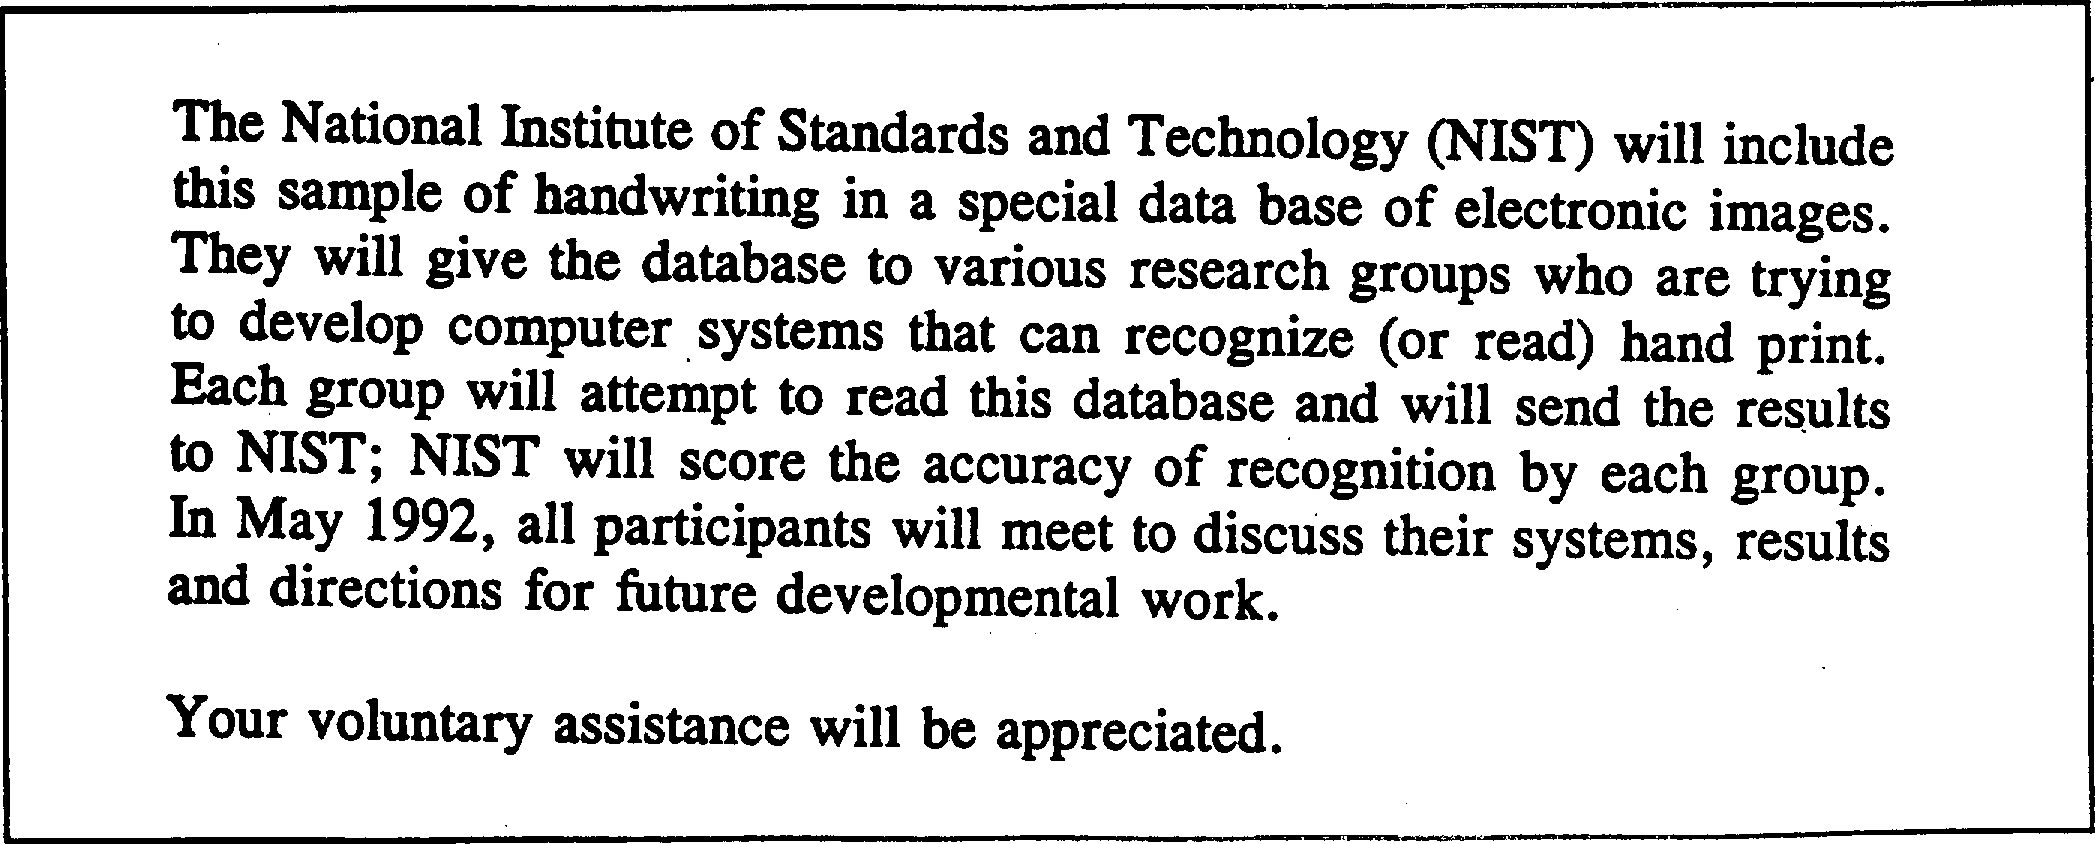 The National Institute of Standards and Technology (NIST) will include
this sample of handwriting in a special data base of electronic images.
They will give the database to various research groups who are trying
to develop computer systems that can recognize (or read) hand print.
Each group will attempt to read this database and will send the results
to NIST; NIST will score the accuracy of recognition by each group.
In May 1992, all participants will meet to discuss their systems, results
and directions for future developmental work.
Your voluntary assistance will be appreciated.